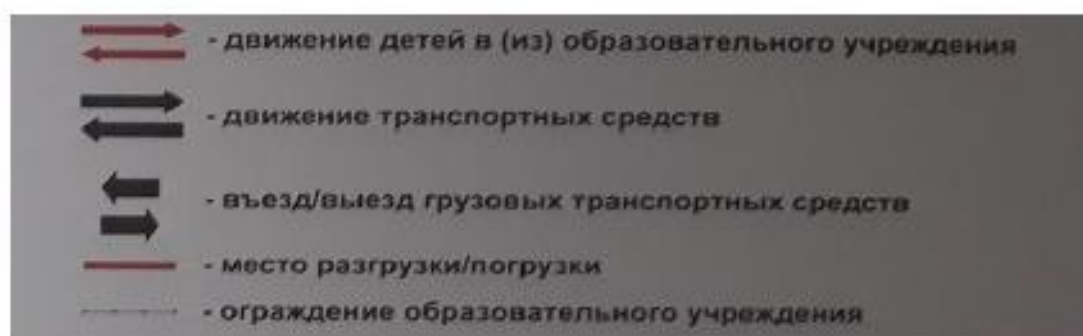 - движение детей в (из) образовательного учреждения
- движение транспортных средств
- въезд/выезд грузовых транспортных средств
- место разгрузки/погрузки
- ограждение образовательного учреждения